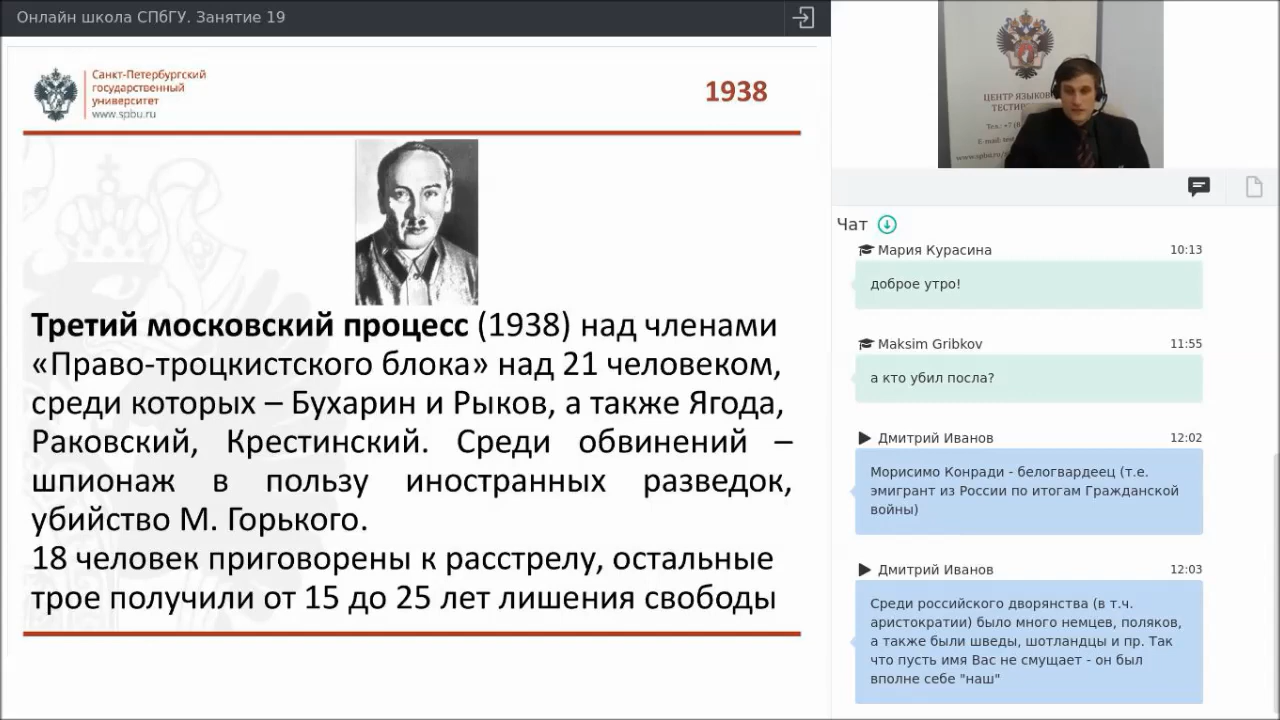 Онлайн школа СПбГУ. Занятие 19
Санкт-Петербургский
государственный
университет
www.spbu.ru
1938
Третий московский процесс (1938) над членами
«Право-троцкистского блока» над 21 человеком,
среди которых – Бухарин и Рыков, а также Ягода,
Раковский, Крестинский. Среди обвинений –
шпионаж в пользу иностранных разведок,
убийство М. Горького.
18 человек приговорены к расстрелу, остальные
трое получили от 15 до 25 лет лишения свободы
ЦЕНТР ЯЗЫКОВ
Тел.: +7
E-mail:
Чат
Мария Курасина 10:13
доброе утро!
Maksim Gribkov 11:55
а кто убил посла?
Дмитрий Иванов 12:02
Морисимо Конради - белогвардеец (т.е.
эмигрант из России по итогам Гражданской
войны)
Дмитрий Иванов 12:03
Среди российского дворянства (в т.ч.
аристократии) было много немцев, поляков,
а также были шведы, шотландцы и пр. Так
что пусть имя Вас не смущает - он был
вполне себе "наш"